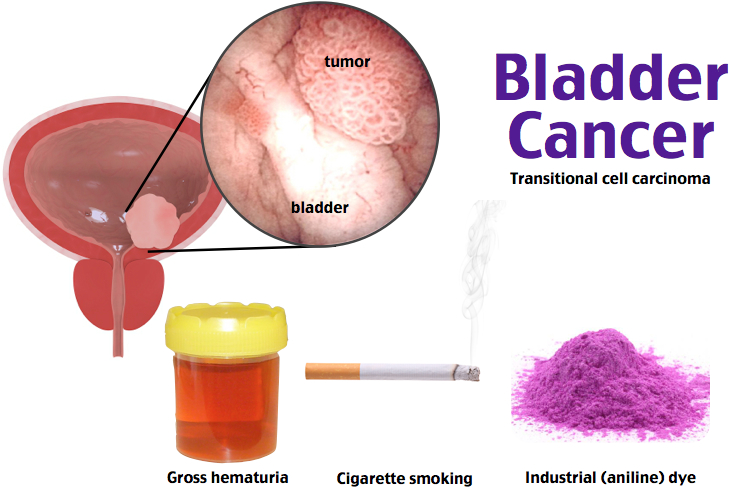 Bladder
Cancer
Transitional cell carcinoma
tumor
bladder
Gross hematuria
Cigarette smoking
Industrial (aniline) dye